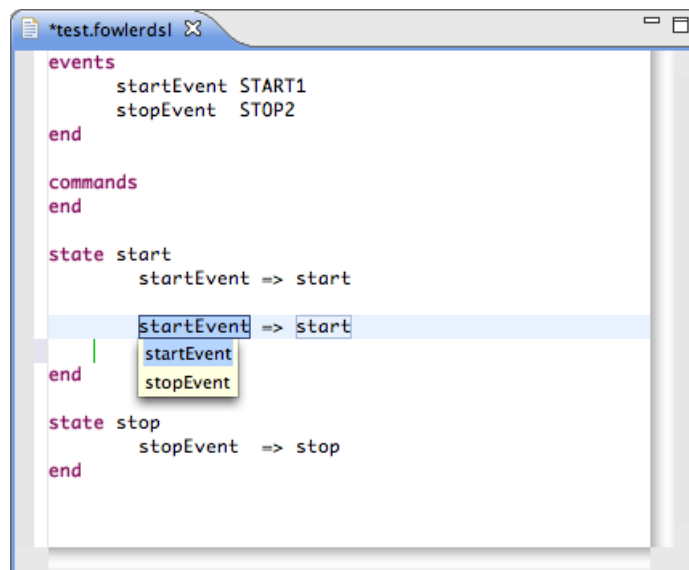 *test.fowlerdsl
events
startEvent START1
stopEvent STOP2
end
commands
end
state start
startEvent => start
startEvent => start
startEvent
end
stopEvent
state stop
stopEvent => stop
end